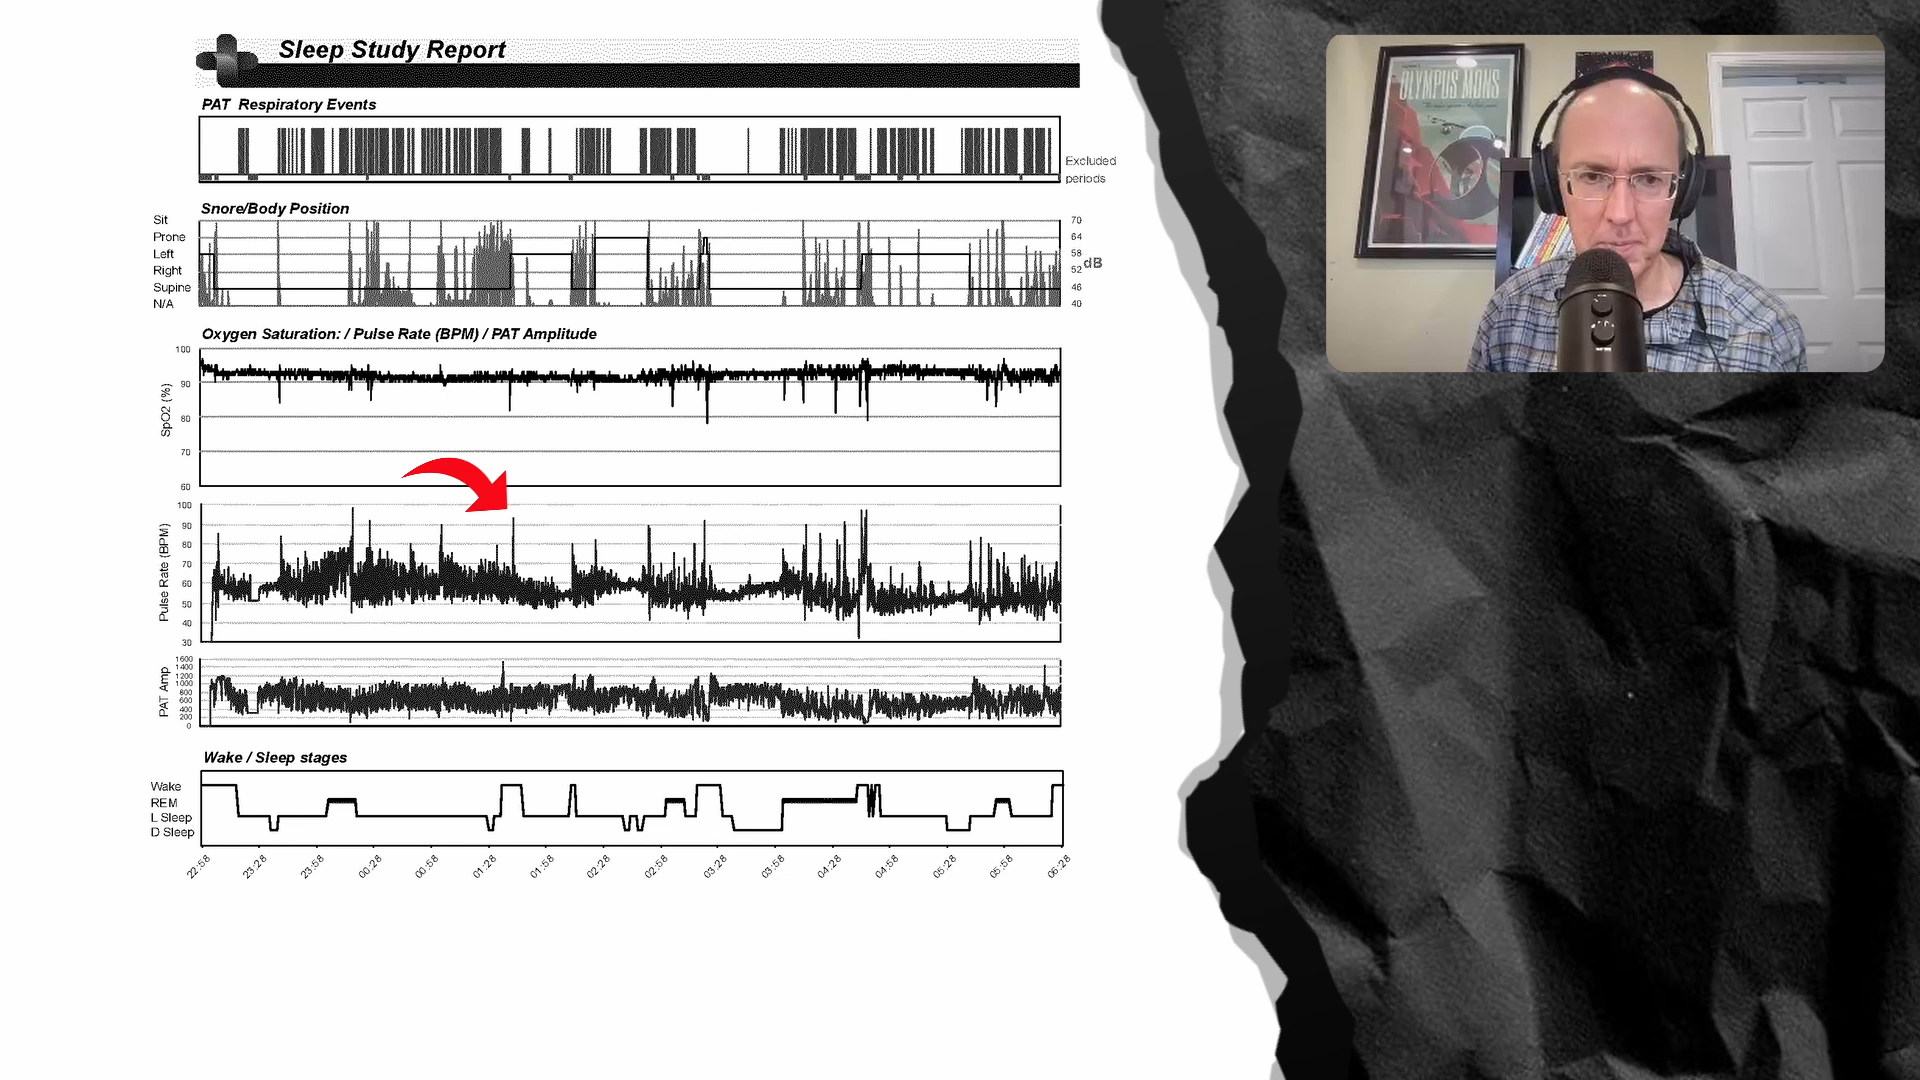 Sleep Study Report
PAT Respiratory Events
Excluded
periods
Snore/Body Position
Sit
Prone
Left
Right
Supine
N/A
70
64
58
52
46
40
dB
Oxygen Saturation: / Pulse Rate (BPM) / PAT Amplitude
SpO2 (%)
100
90
80
70
60
Pulse Rate (BPM)
100
90
80
70
60
50
40
30
PAT Amp
1600
1400
1200
1000
800
600
400
200
0
Wake / Sleep stages
Wake
REM
L Sleep
D Sleep
22:58
23:28
23:58
00:28
00:58
01:28
01:58
02:28
02:58
03:28
03:58
04:28
04:58
05:28
05:58
06:28
OLYMPUS MONS